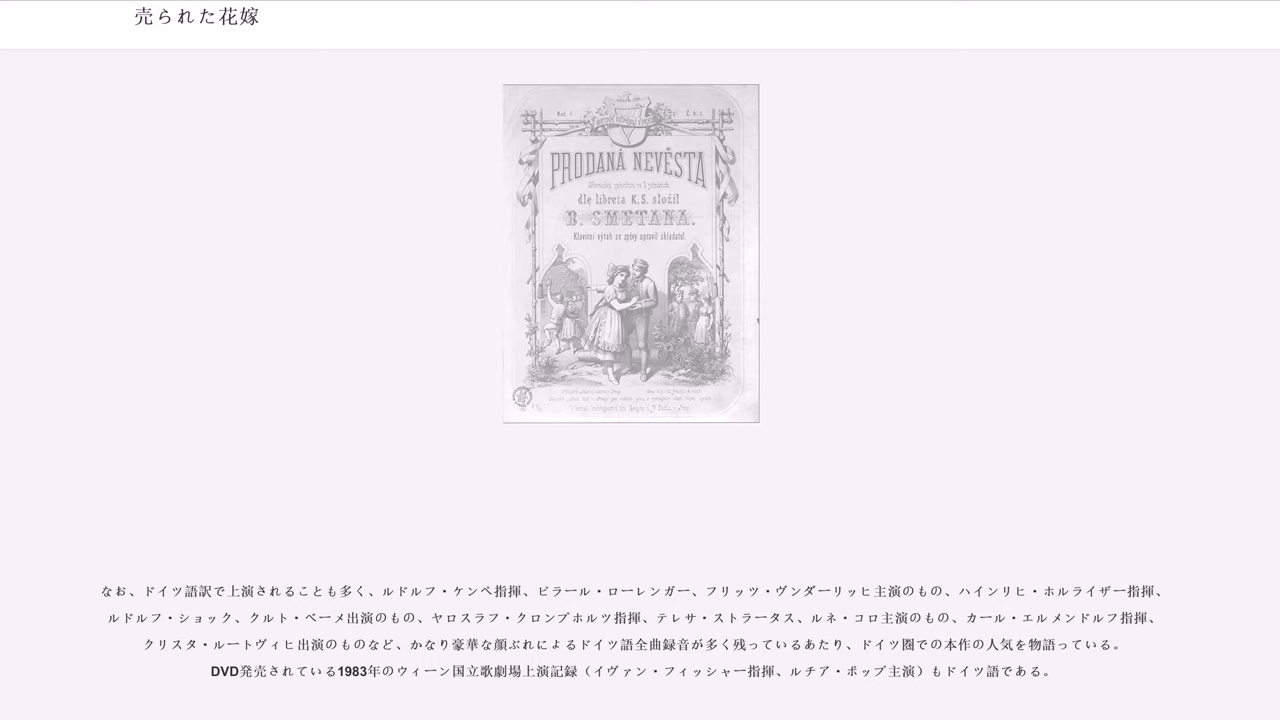 売られた花嫁
PRODANÁ NEVĚSTA
dle libreta K.S. složil
B. SMETANA.
Klavírní výtah se zpěvy upravil skladatel.
なお、ドイツ語訳で上演されることも多く、ルドルフ・ケンペ指揮、ピラール・ローレンガー、フリッツ・ヴンダーリッヒ主演のもの、ハインリヒ・ホルライザー指揮、
ルドルフ・ショック、クルト・ベーメ出演のもの、ヤロスラフ・クロンプホルツ指揮、テレサ・ストラータス、ルネ・コロ主演のもの、カール・エルメンドルフ指揮、
クリスタ・ルートヴィヒ出演のものなど、かなり豪華な顔ぶれによるドイツ語全曲録音が多く残っているあたり、ドイツ圏での本作の人気を物語っている。
DVD発売されている1983年のウィーン国立歌劇場上演記録（イヴァン・フィッシャー指揮、ルチア・ポップ主演）もドイツ語である。